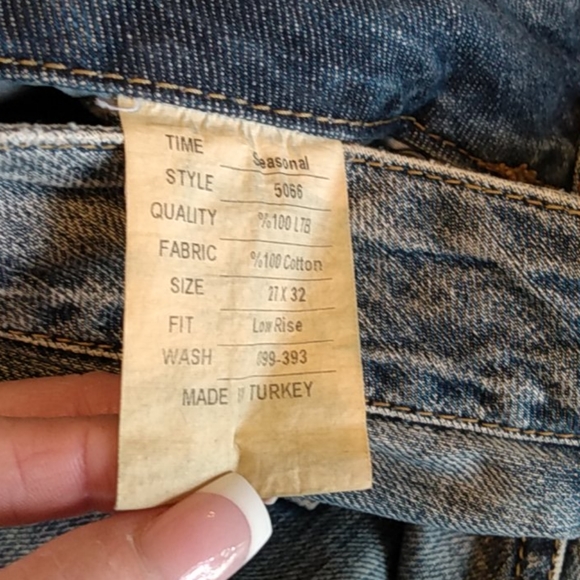 TIME Seasonal
STYLE 5066
QUALITY %100 LTB
FABRIC %100 Cotton
SIZE 27 X 32
FIT Low Rise
WASH 099-393
MADE TURKEY